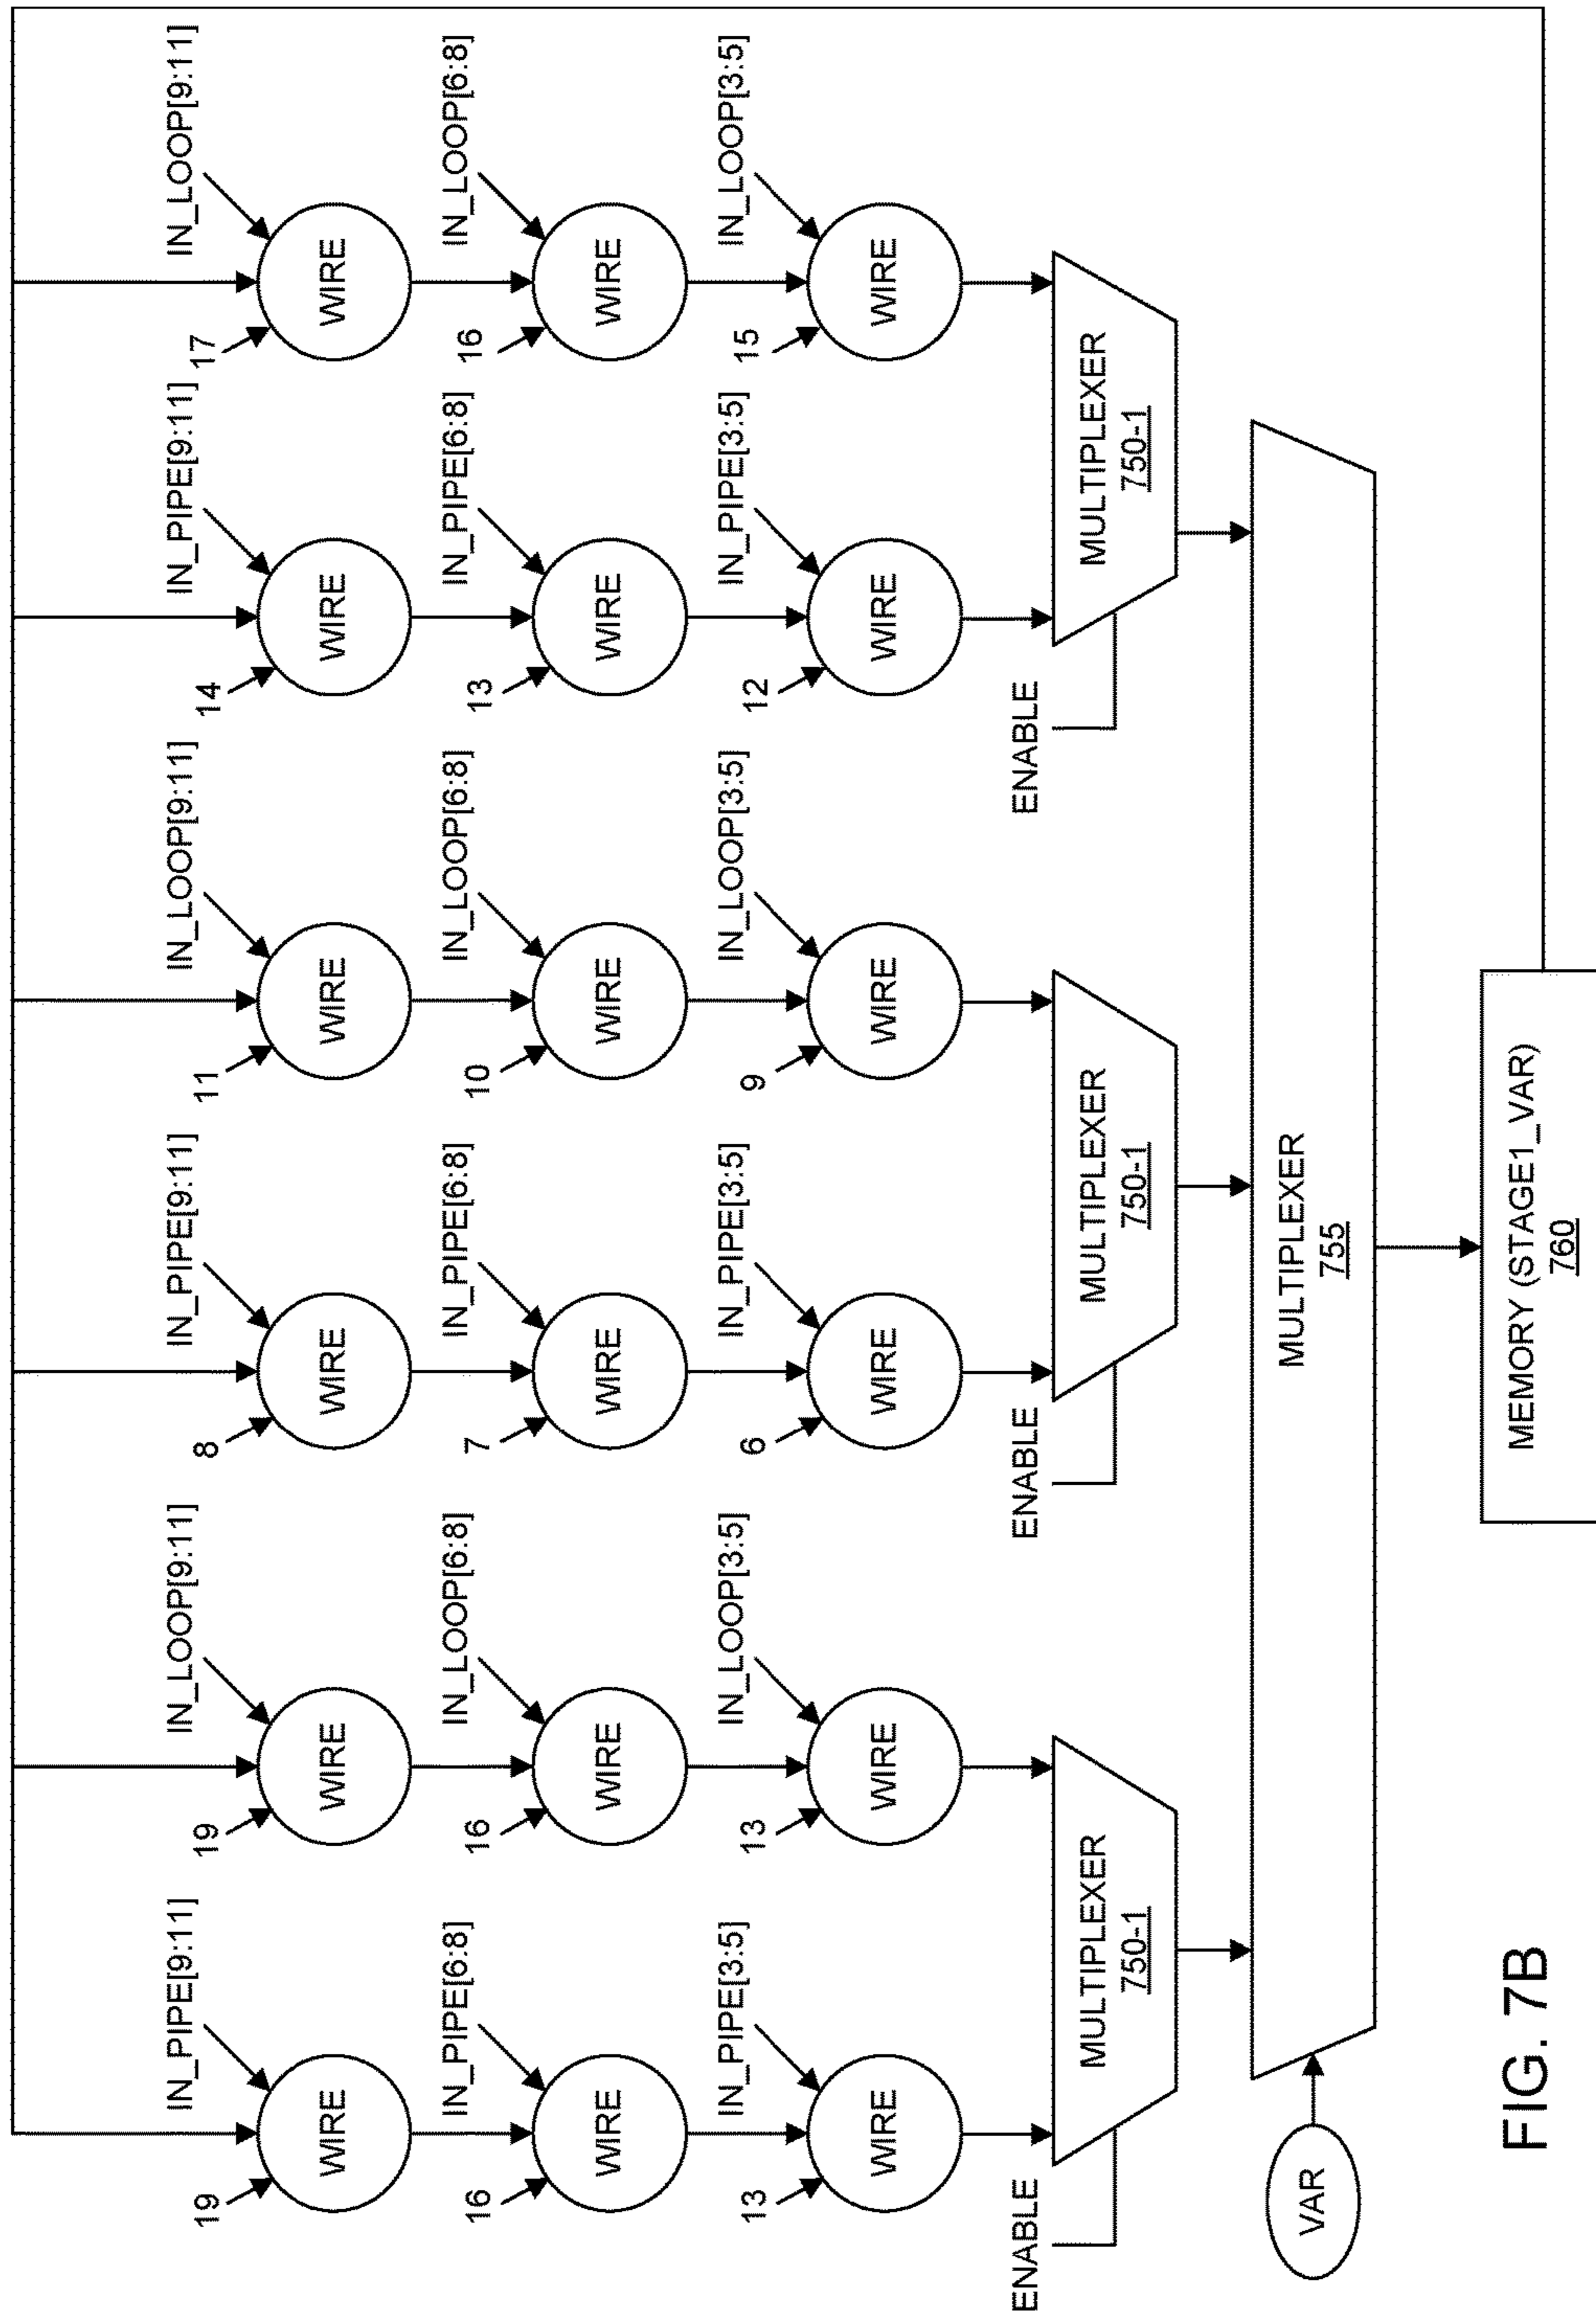 IN_PIPE[9:11]
IN_LOOP[9:11]
IN_PIPE[9:11]
IN_LOOP[9:11]
IN_PIPE[9:11]
IN_LOOP[9:11]
19
19
8
11
14
17
WIRE
WIRE
WIRE
WIRE
WIRE
WIRE
IN_PIPE[6:8]
IN_LOOP[6:8]
IN_PIPE[6:8]
IN_LOOP[6:8]
IN_PIPE[6:8]
IN_LOOP[6:8]
16
16
7
10
13
16
WIRE
WIRE
WIRE
WIRE
WIRE
WIRE
IN_PIPE[3:5]
IN_LOOP[3:5]
IN_PIPE[3:5]
IN_LOOP[3:5]
IN_PIPE[3:5]
IN_LOOP[3:5]
13
13
6
9
12
15
WIRE
WIRE
WIRE
WIRE
WIRE
WIRE
ENABLE
ENABLE
ENABLE
MULTIPLEXER
750-1
MULTIPLEXER
750-1
MULTIPLEXER
750-1
VAR
MULTIPLEXER
755
MEMORY (STAGE1_VAR)
760
FIG. 7B